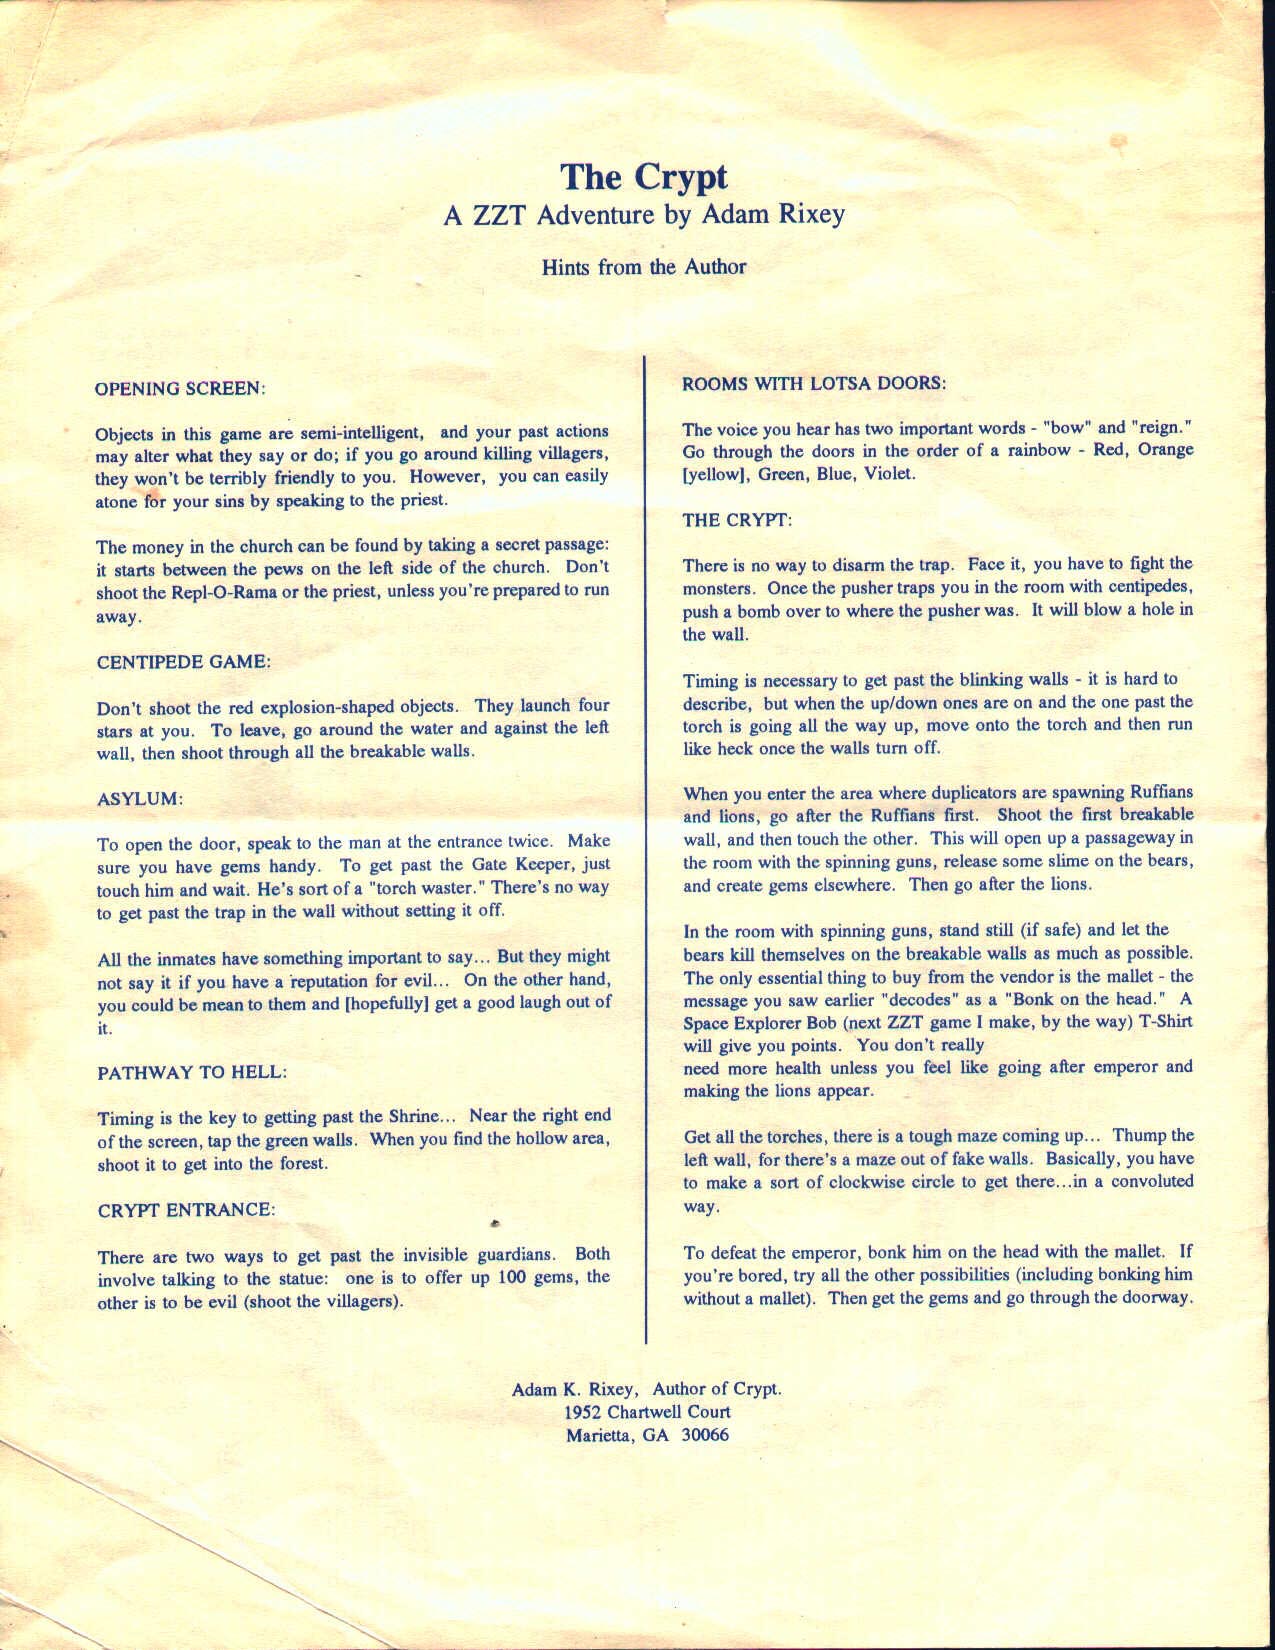 The Crypt
A ZZT Adventure by Adam Rixey
Hints from the Author
OPENING SCREEN:
Objects in this game are semi-intelligent, and your past actions
may alter what they say or do; if you go around killing villagers,
they won't be terribly friendly to you. However, you can easily
atone for your sins by speaking to the priest.
The money in the church can be found by taking a secret passage:
it starts between the pews on the left side of the church. Don't
shoot the Repl-O-Rama or the priest, unless you're prepared to run
away.
CENTIPEDE GAME:
Don't shoot the red explosion-shaped objects. They launch four
stars at you. To leave, go around the water and against the left
wall, then shoot through all the breakable walls.
ASYLUM:
To open the door, speak to the man at the entrance twice. Make
sure you have gems handy. To get past the Gate Keeper, just
touch him and wait. He's sort of a "torch waster." There's no way
to get past the trap in the wall without setting it off.
All the inmates have something important to say... But they might
not say it if you have a reputation for evil... On the other hand,
you could be mean to them and [hopefully] get a good laugh out of
it.
PATHWAY TO HELL:
Timing is the key to getting past the Shrine... Near the right end
of the screen, tap the green walls. When you find the hollow area,
shoot it to get into the forest.
CRYPT ENTRANCE:
There are two ways to get past the invisible guardians. Both
involve talking to the statue: one is to offer up 100 gems, the
other is to be evil (shoot the villagers).
ROOMS WITH LOTSA DOORS:
The voice you hear has two important words - "bow" and "reign."
Go through the doors in the order of a rainbow - Red, Orange
[yellow], Green, Blue, Violet.
THE CRYPT:
There is no way to disarm the trap. Face it, you have to fight the
monsters. Once the pusher traps you in the room with centipedes,
push a bomb over to where the pusher was. It will blow a hole in
the wall.
Timing is necessary to get past the blinking walls - it is hard to
describe, but when the up/down ones are on and the one past the
torch is going all the way up, move onto the torch and then run
like heck once the walls turn off.
When you enter the area where duplicators are spawning Ruffians
and lions, go after the Ruffians first. Shoot the first breakable
wall, and then touch the other. This will open up a passageway in
the room with the spinning guns, release some slime on the bears,
and create gems elsewhere. Then go after the lions.
In the room with spinning guns, stand still (if safe) and let the
bears kill themselves on the breakable walls as much as possible.
The only essential thing to buy from the vendor is the mallet - the
message you saw earlier "decodes" as a "Bonk on the head." A
Space Explorer Bob (next ZZT game I make, by the way) T-Shirt
will give you points. You don't really
need more health unless you feel like going after emperor and
making the lions appear.
Get all the torches, there is a tough maze coming up... Thump the
left wall, for there's a maze out of fake walls. Basically, you have
to make a sort of clockwise circle to get there...in a convoluted
way.
To defeat the emperor, bonk him on the head with the mallet. If
you're bored, try all the other possibilities (including bonking him
without a mallet). Then get the gems and go through the doorway.
Adam K. Rixey, Author of Crypt.
1952 Chartwell Court
Marietta, GA 30066